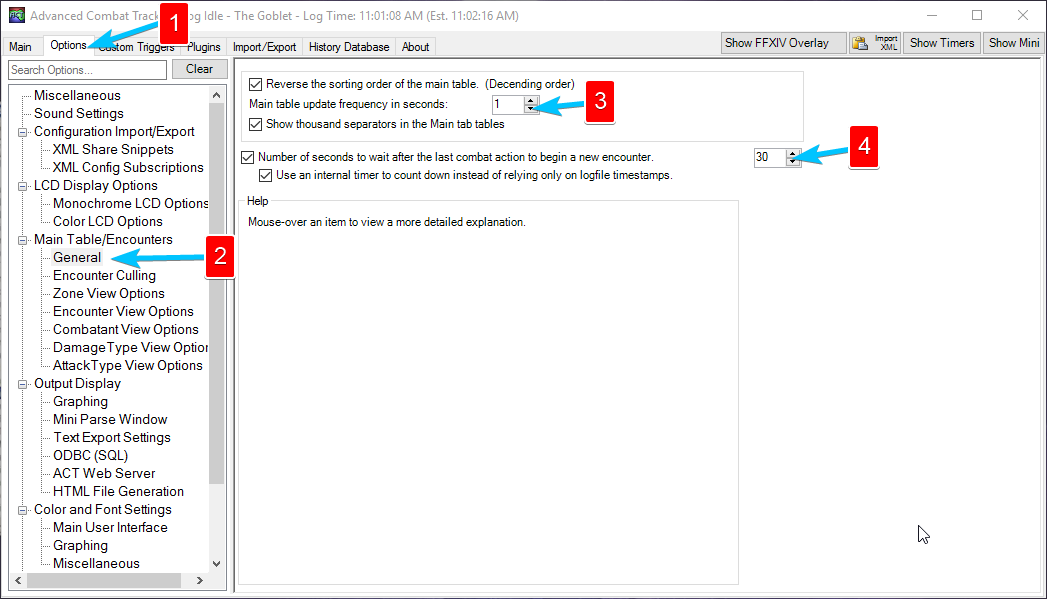 Advanced Combat Track og Idle - The Goblet - Log Time: 11:01:08 AM (Est. 11:02:16 AM)
1
Main Options Custom Triggers Plugins Import/Export History Database About
Show FFXIV Overlay Import XML Show Timers Show Mini
Search Options... Clear
Miscellaneous
Sound Settings
Configuration Import/Export
XML Share Snippets
XML Config Subscriptions
LCD Display Options
Monochrome LCD Options
Color LCD Options
Main Table/Encounters
General
Encounter Culling
Zone View Options
Encounter View Options
Combatant View Options
DamageType View Option
AttackType View Options
Output Display
Graphing
Mini Parse Window
Text Export Settings
ODBC (SQL)
ACT Web Server
HTML File Generation
Color and Font Settings
Main User Interface
Graphing
Miscellaneous
2
Reverse the sorting order of the main table. (Decending order)
Main table update frequency in seconds: 1
3
Show thousand separators in the Main tab tables
Number of seconds to wait after the last combat action to begin a new encounter. 30
4
Use an internal timer to count down instead of relying only on logfile timestamps.
Help
Mouse-over an item to view a more detailed explanation.